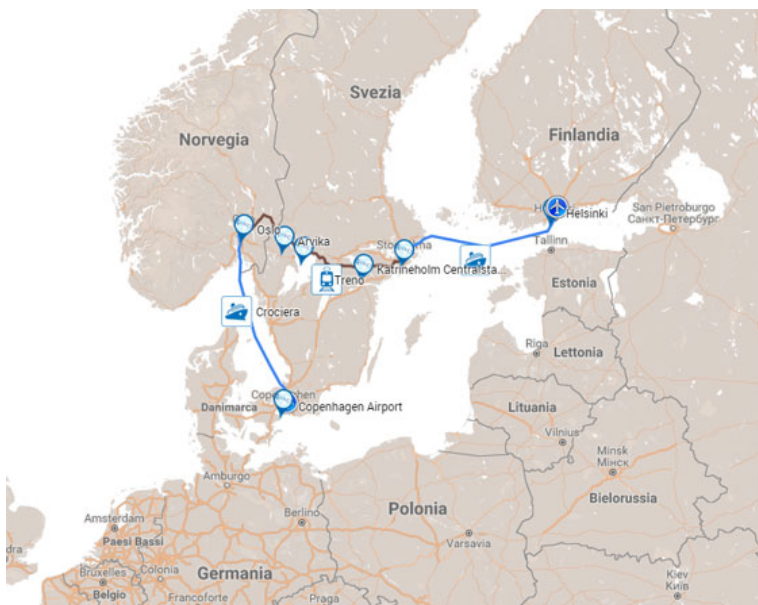 Svezia
Norvegia
Finlandia
Helsinki
San Pietroburgo
Санкт-Петербург
Oslo
Arvika
Tallinn
Katrineholm Centralsta...
Treno
Estonia
Crociera
Riga
Lettonia
Copenhagen Airport
Danimarca
Lituania
Vilnius
Minsk
Мінск
Bielorussia
Amburgo
Polonia
Berlino
Amsterdam
Varsavia
Paesi Bassi
Bruxelles
Colonia
Germania
Belgio
Francoforte
Praga
Kiev
Київ